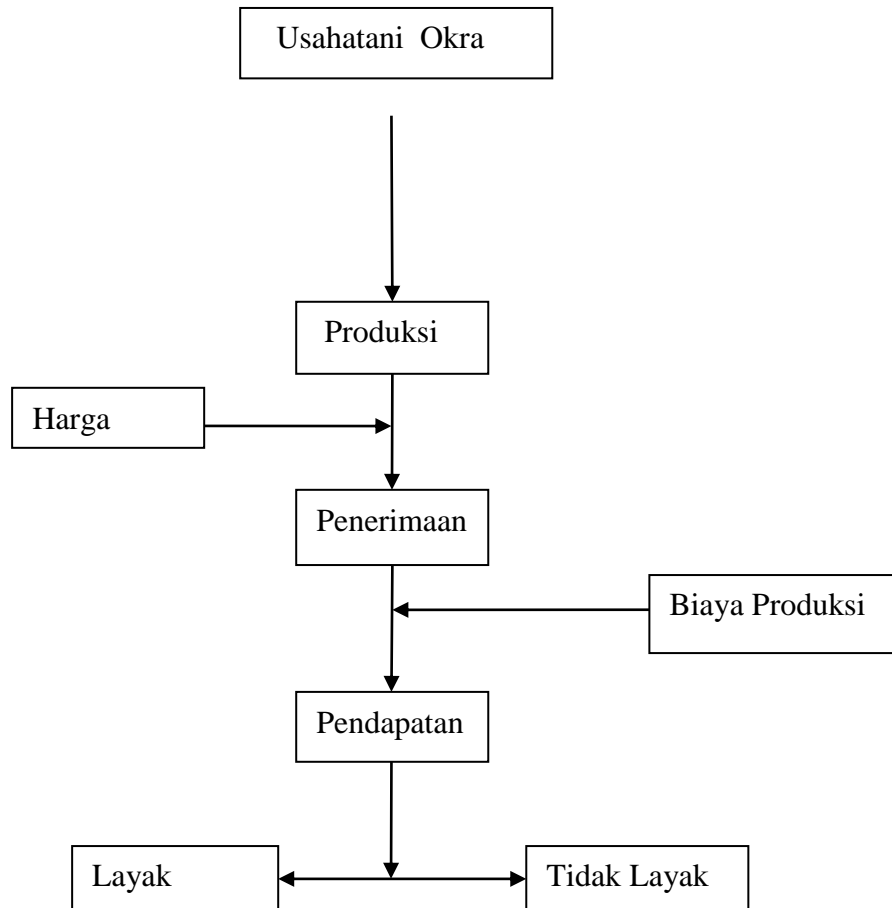 Usahatani Okra
Produksi
Harga
Penerimaan
Biaya Produksi
Pendapatan
Layak
Tidak Layak